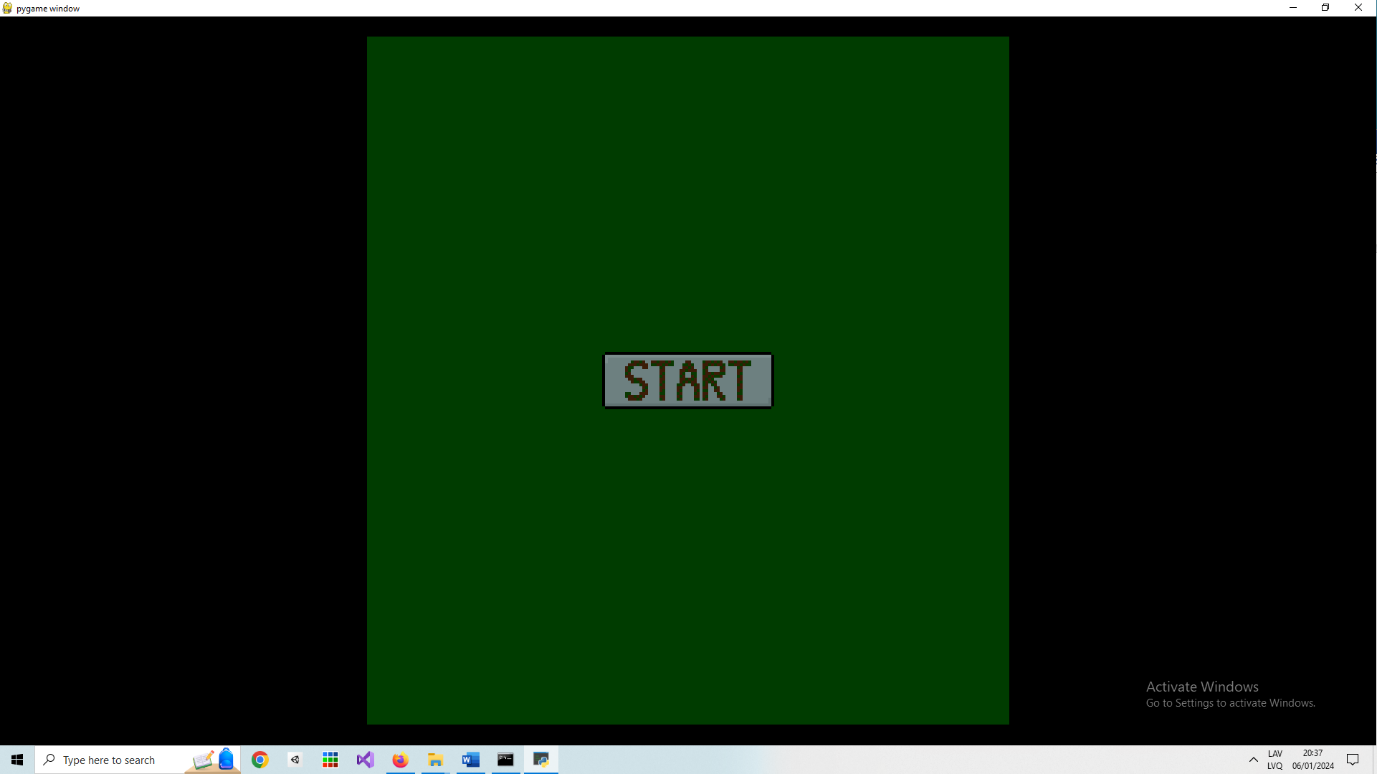 pygame window
START
Activate Windows
Go to Settings to activate Windows.
Type here to search
LAV
LVQ
20:37
06/01/2024